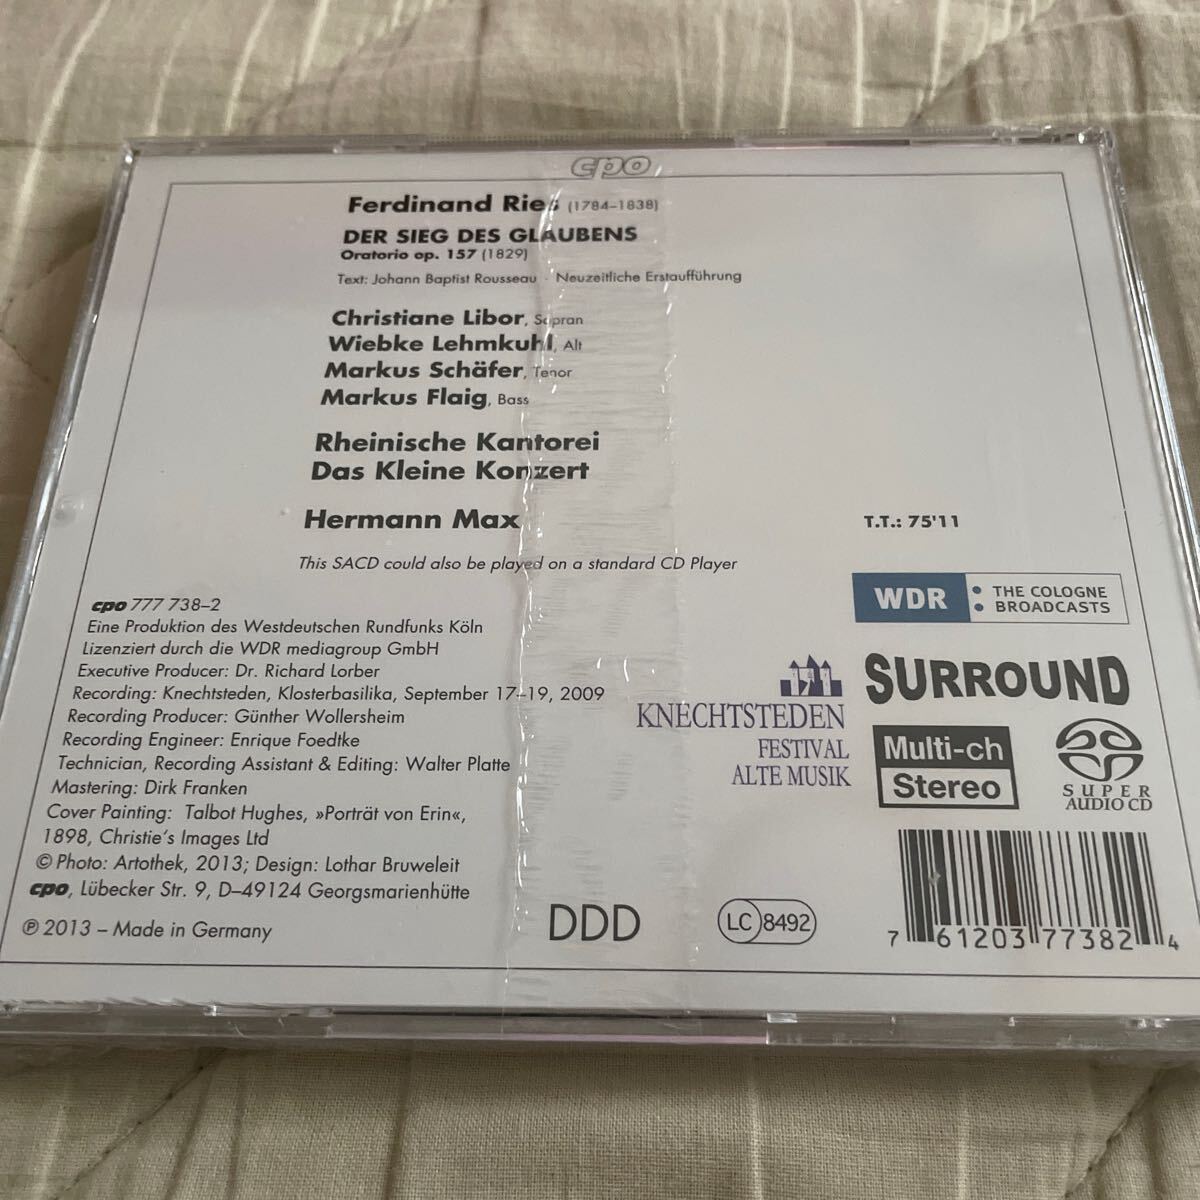 cpo
Ferdinand Ries (1784–1838)
DER SIEG DES GLAUBENS
Oratorio op. 157 (1829)
Text: Johann Baptist Rousseau · Neuzeitliche Erstaufführung
Christiane Libor, Sopran
Wiebke Lehmkuhl, Alt
Markus Schäfer, Tenor
Markus Flaig, Bass
Rheinische Kantorei
Das Kleine Konzert
Hermann Max
T.T.: 75'11
This SACD could also be played on a standard CD Player
cpo 777 738–2
Eine Produktion des Westdeutschen Rundfunks Köln
Lizenziert durch die WDR mediagroup GmbH
Executive Producer: Dr. Richard Lorber
Recording: Knechtsteden, Klosterbasilika, September 17–19, 2009
Recording Producer: Günther Wollersheim
Recording Engineer: Enrique Foedtke
Technician, Recording Assistant & Editing: Walter Platte
Mastering: Dirk Franken
Cover Painting: Talbot Hughes, »Porträt von Erin«,
1898, Christie's Images Ltd
© Photo: Artothek, 2013; Design: Lothar Bruweleit
cpo, Lübecker Str. 9, D–49124 Georgsmarienhütte
℗ 2013 – Made in Germany
WDR: THE COLOGNE
BROADCASTS
KNECHTSTEDEN
FESTIVAL
ALTE MUSIK
SURROUND
Multi-ch
Stereo
SUPER
AUDIO CD
DDD
LC 8492
7 61203 77382 4